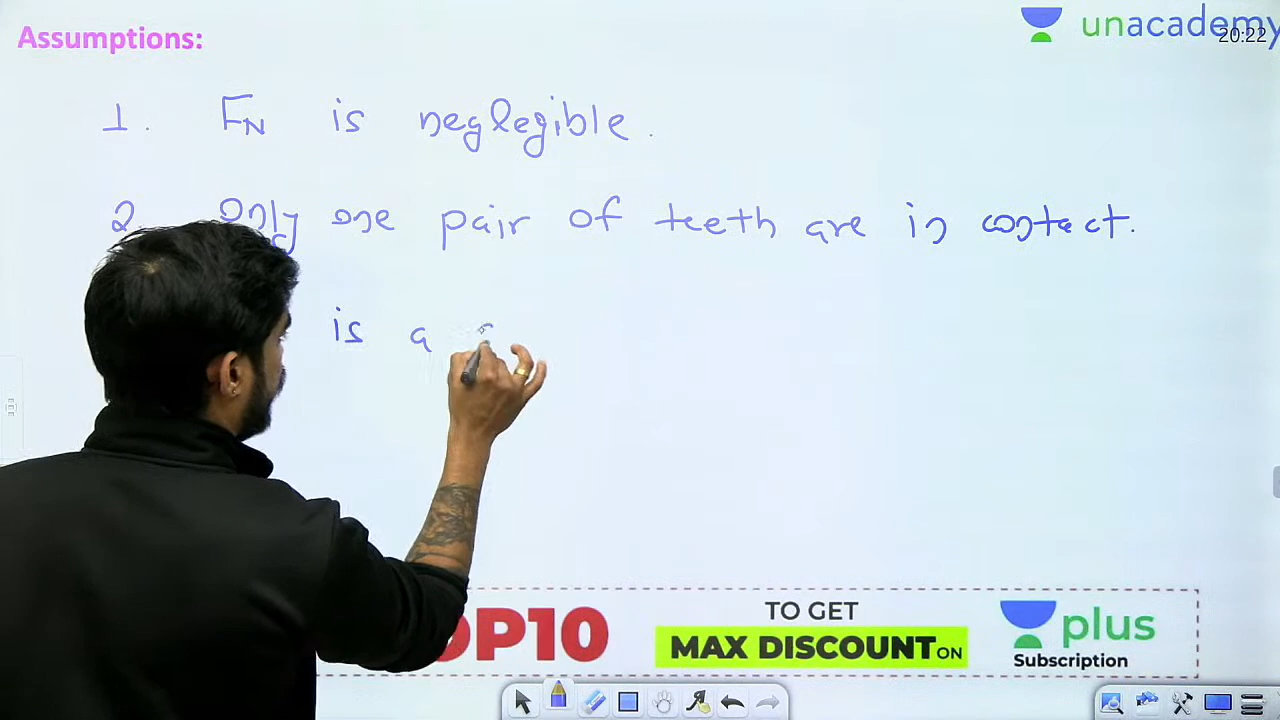 Assumptions:
unacademy
20:22
1. FN is neglegible.
2. Only one pair of teeth are in contact.
is a
OP10
TO GET
MAX DISCOUNT ON
plus
Subscription